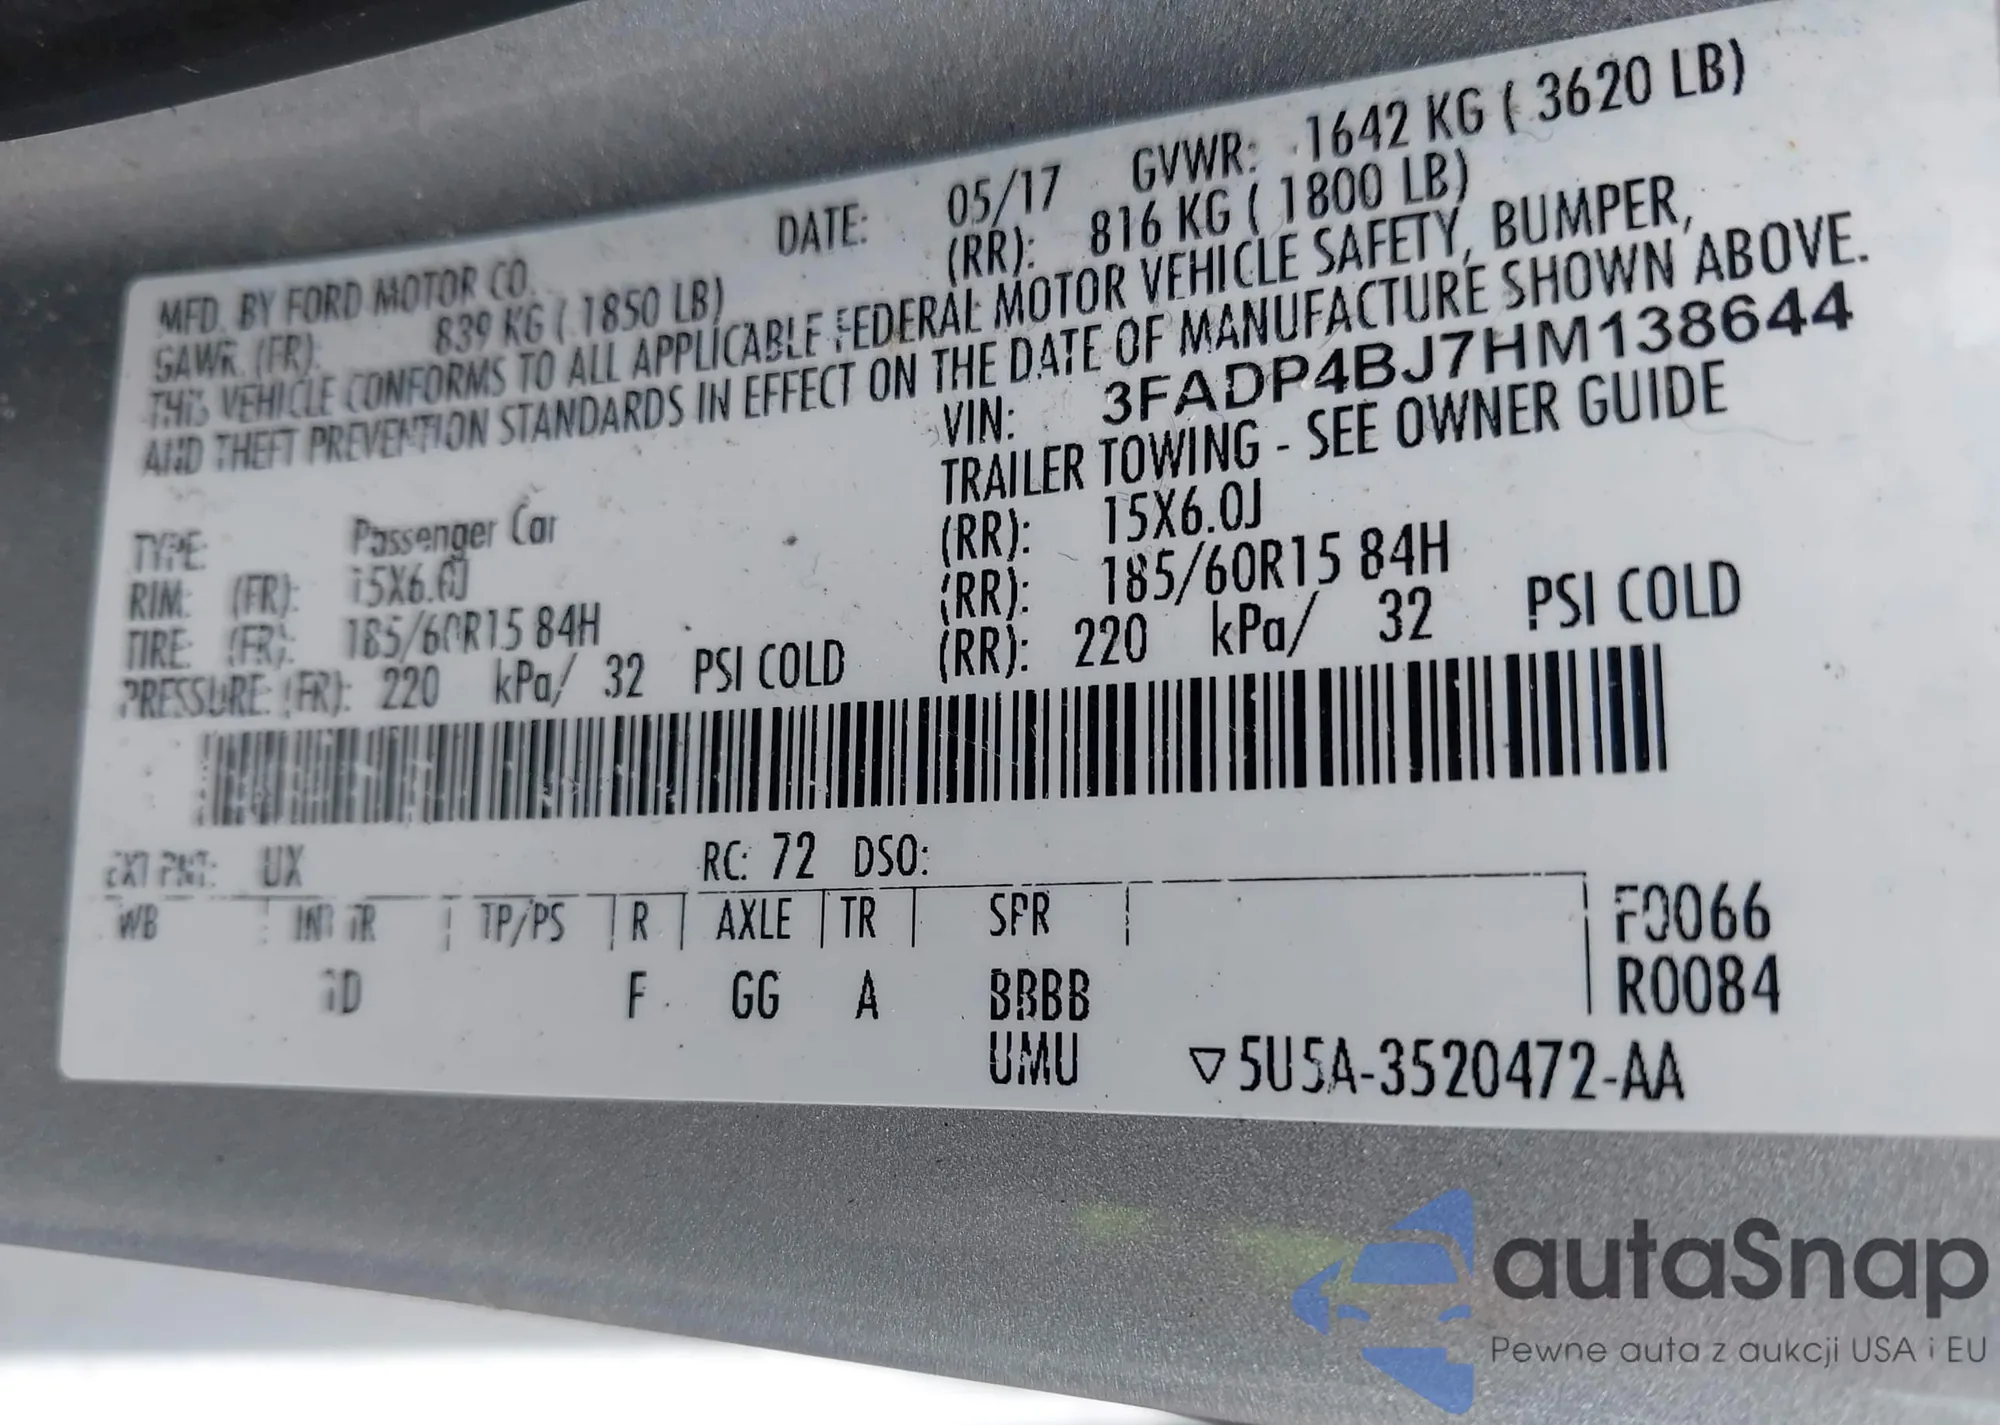 MFD. BY FORD MOTOR CO. DATE: 05/17 GVWR: 1642 KG ( 3620 LB)
GAWR (FR): 839 KG ( 1850 LB) (RR): 816 KG ( 1800 LB)
THIS VEHICLE CONFORMS TO ALL APPLICABLE FEDERAL MOTOR VEHICLE SAFETY, BUMPER,
AND THEFT PREVENTION STANDARDS IN EFFECT ON THE DATE OF MANUFACTURE SHOWN ABOVE.
VIN: 3FADP4BJ7HM138644
TRAILER TOWING - SEE OWNER GUIDE
TYPE: Passenger Car
RIM: (FR): 15X6.0J (RR): 15X6.0J
TIRE: (FR): 185/60R15 84H (RR): 185/60R15 84H
PRESSURE: (FR): 220 kPa/ 32 PSI COLD (RR): 220 kPa/ 32 PSI COLD
EXT PNT: UX RC: 72 DSO:
WB INT TR TP/PS R AXLE TR SPR F0066
F GG A BBBB R0084
UMU ▽5U5A-3520472-AA
autaSnap
Pewne auta z aukcji USA i EU